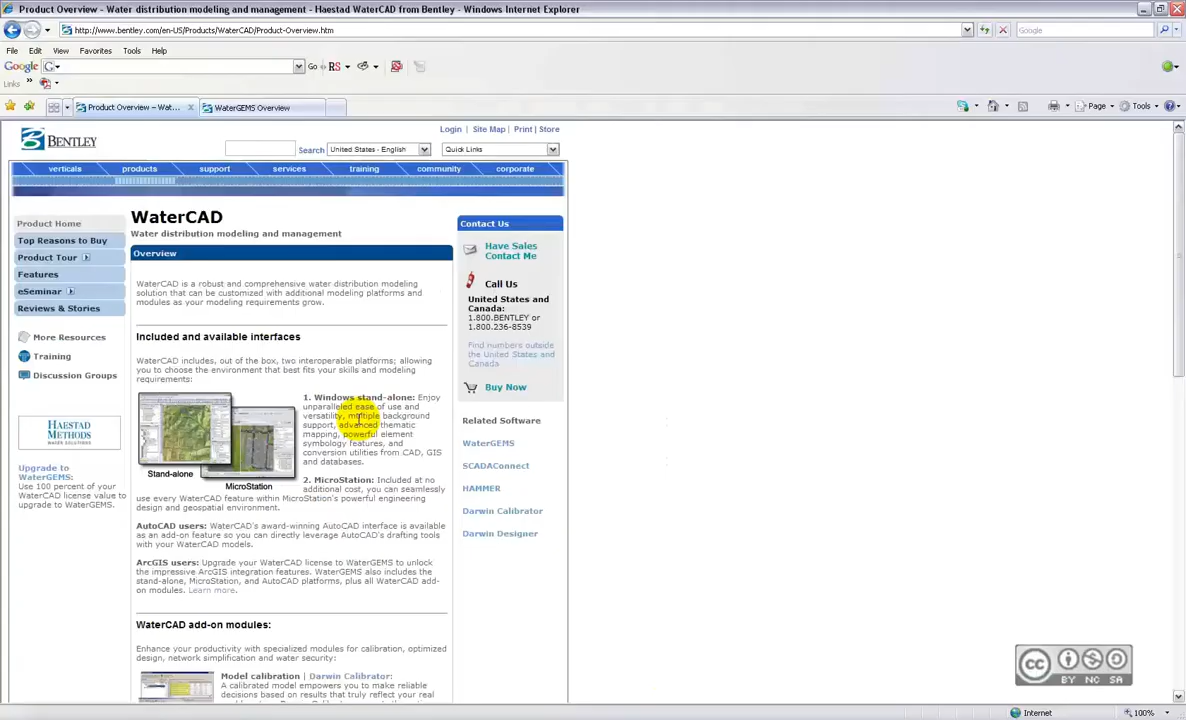 Product Overview - Water distribution modeling and management - Haestad WaterCAD from Bentley - Windows Internet Explorer
http://www.bentley.com/en-US/Products/WaterCAD/Product-Overview.htm
Google
File Edit View Favorites Tools Help
Google G Go RS
Links »
Product Overview – Wat... x WaterGEMS Overview
Page Tools
Login | Site Map | Print | Store
BENTLEY
Search United States - English Quick Links
verticals products support services training community corporate
WaterCAD
Water distribution modeling and management
Product Home
Top Reasons to Buy
Product Tour
Features
eSeminar
Reviews & Stories
More Resources
Training
Discussion Groups
HAESTAD
METHODS
Upgrade to
WaterGEMS:
Use 100 percent of your
WaterCAD license value to
upgrade to WaterGEMS.
Overview
WaterCAD is a robust and comprehensive water distribution modeling
solution that can be customized with additional modeling platforms and
modules as your modeling requirements grow.
Included and available interfaces
WaterCAD includes, out of the box, two interoperable platforms; allowing
you to choose the environment that best fits your skills and modeling
requirements:
Stand-alone
MicroStation
1. Windows stand-alone: Enjoy
unparalleled ease of use and
versatility, multiple background
support, advanced thematic
mapping, powerful element
symbology features, and
conversion utilities from CAD, GIS
and databases.
2. MicroStation: Included at no
additional cost, you can seamlessly
use every WaterCAD feature within MicroStation's powerful engineering
design and geospatial environment.
AutoCAD users: WaterCAD's award-winning AutoCAD interface is available
as an add-on feature so you can directly leverage AutoCAD's drafting tools
with your WaterCAD models.
ArcGIS users: Upgrade your WaterCAD license to WaterGEMS to unlock
the impressive ArcGIS integration features. WaterGEMS also includes the
stand-alone, MicroStation, and AutoCAD platforms, plus all WaterCAD add-
on modules. Learn more.
WaterCAD add-on modules:
Enhance your productivity with specialized modules for calibration, optimized
design, network simplification and water security:
Model calibration | Darwin Calibrator:
A calibrated model empowers you to make reliable
decisions based on results that truly reflect your real
Contact Us
Have Sales
Contact Me
Call Us
United States and
Canada:
1.800.BENTLEY or
1.800.236-8539
Find numbers outside
the United States and
Canada
Buy Now
Related Software
WaterGEMS
SCADAConnect
HAMMER
Darwin Calibrator
Darwin Designer
cc
BY NC SA
Internet 100%